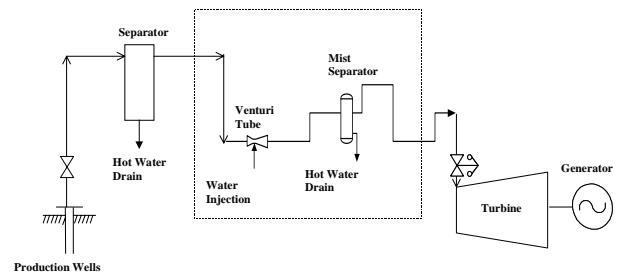 Separator
Mist
Separator
Venturi
Tube
Hot Water
Drain
Water
Injection
Hot Water
Drain
Generator
Turbine
Production Wells